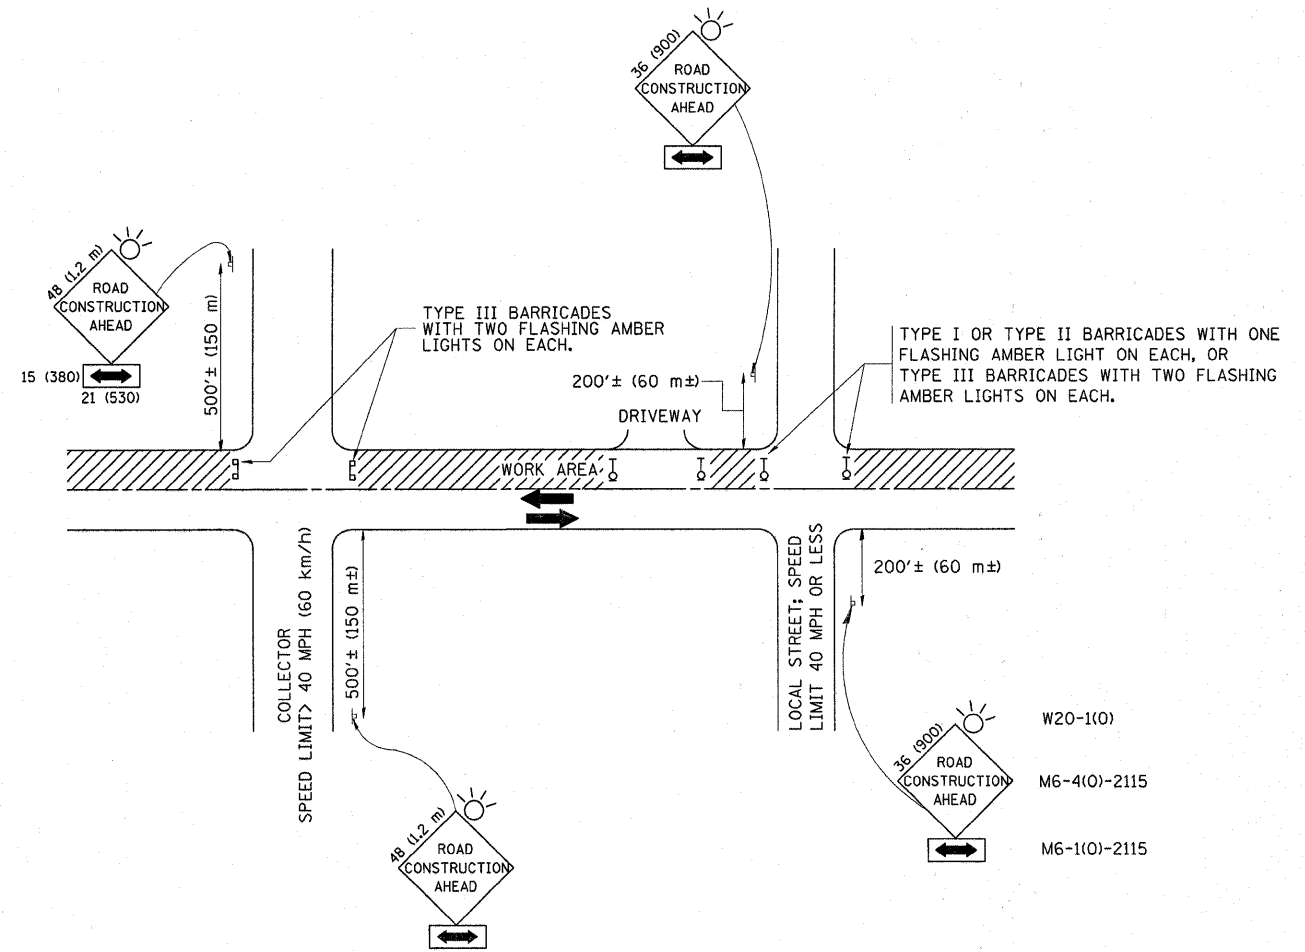 36 (900)
ROAD
CONSTRUCTION
AHEAD
48 (1.2 m)
ROAD
CONSTRUCTION
AHEAD
15 (380)
21 (530)
500'± (150 m)
TYPE III BARRICADES
WITH TWO FLASHING AMBER
LIGHTS ON EACH.
200'± (60 m±)
DRIVEWAY
TYPE I OR TYPE II BARRICADES WITH ONE
FLASHING AMBER LIGHT ON EACH, OR
TYPE III BARRICADES WITH TWO FLASHING
AMBER LIGHTS ON EACH.
WORK AREA
COLLECTOR
SPEED LIMIT> 40 MPH (60 km/h)
500'± (150 m±)
LOCAL STREET; SPEED
LIMIT 40 MPH OR LESS
200'± (60 m±)
48 (1.2 m)
ROAD
CONSTRUCTION
AHEAD
36 (900)
ROAD
CONSTRUCTION
AHEAD
W20-1(O)
M6-4(O)-2115
M6-1(O)-2115